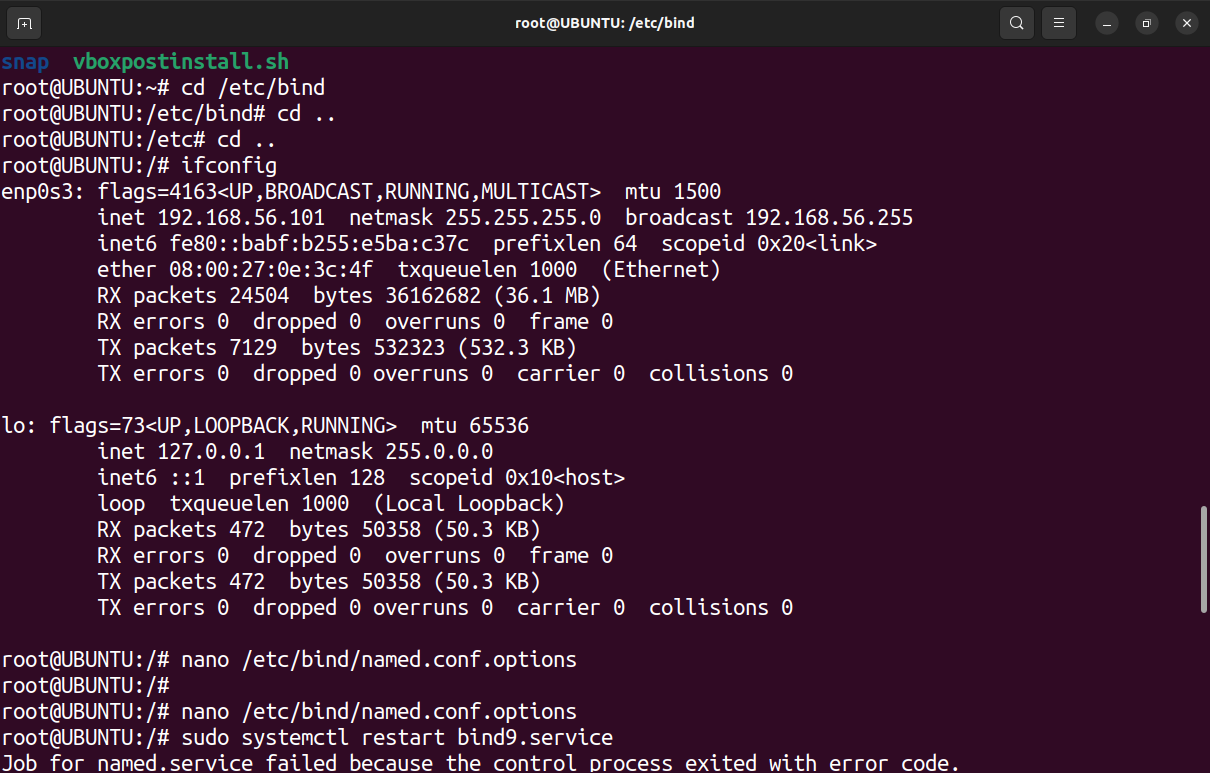 root@UBUNTU: /etc/bind
snap  vboxpostinstall.sh
root@UBUNTU:~# cd /etc/bind
root@UBUNTU:/etc/bind# cd ..
root@UBUNTU:/etc# cd ..
root@UBUNTU:/# ifconfig
enp0s3: flags=4163<UP,BROADCAST,RUNNING,MULTICAST>  mtu 1500
        inet 192.168.56.101  netmask 255.255.255.0  broadcast 192.168.56.255
        inet6 fe80::babf:b255:e5ba:c37c  prefixlen 64  scopeid 0x20<link>
        ether 08:00:27:0e:3c:4f  txqueuelen 1000  (Ethernet)
        RX packets 24504  bytes 36162682 (36.1 MB)
        RX errors 0  dropped 0  overruns 0  frame 0
        TX packets 7129  bytes 532323 (532.3 KB)
        TX errors 0  dropped 0 overruns 0  carrier 0  collisions 0

lo: flags=73<UP,LOOPBACK,RUNNING>  mtu 65536
        inet 127.0.0.1  netmask 255.0.0.0
        inet6 ::1  prefixlen 128  scopeid 0x10<host>
        loop  txqueuelen 1000  (Local Loopback)
        RX packets 472  bytes 50358 (50.3 KB)
        RX errors 0  dropped 0  overruns 0  frame 0
        TX packets 472  bytes 50358 (50.3 KB)
        TX errors 0  dropped 0 overruns 0  carrier 0  collisions 0

root@UBUNTU:/# nano /etc/bind/named.conf.options
root@UBUNTU:/#
root@UBUNTU:/# nano /etc/bind/named.conf.options
root@UBUNTU:/# sudo systemctl restart bind9.service
Job for named.service failed because the control process exited with error code.